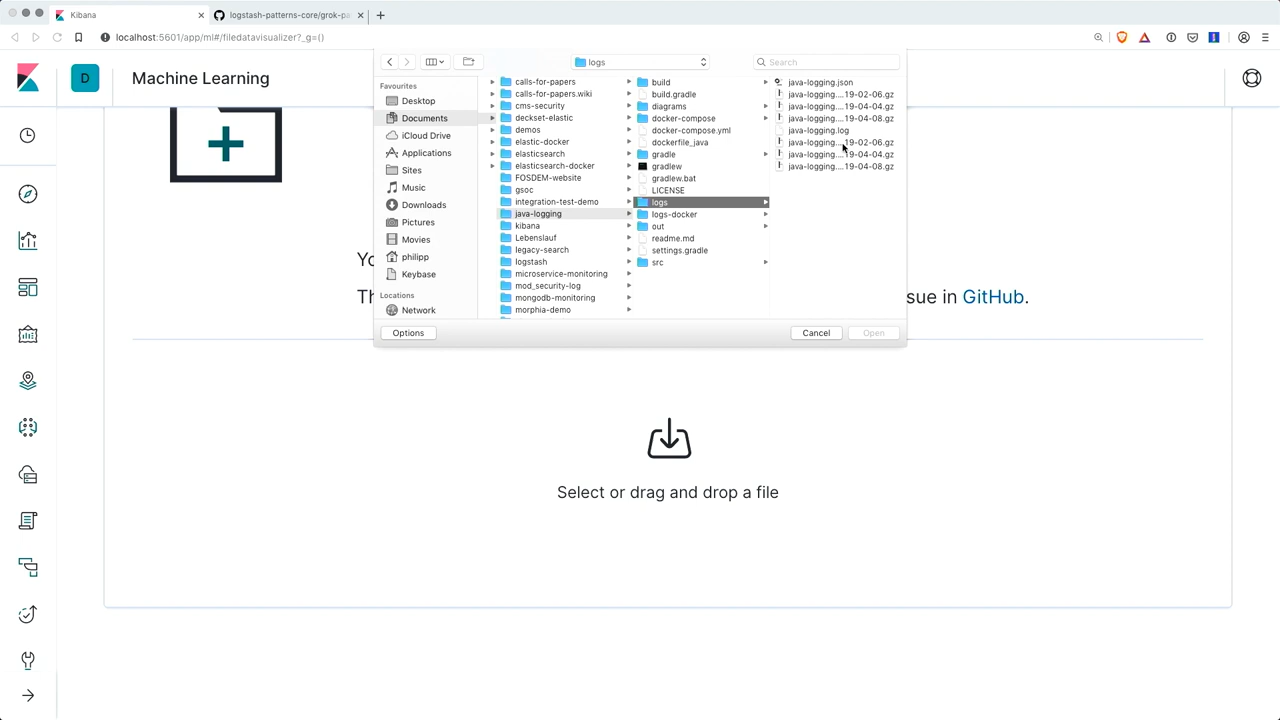 Kibana
logstash-patterns-core/grok-pa
localhost:5601/app/ml#/filedatavisualizer?_g=()
D
Machine Learning
logs
Search
Favourites
Desktop
Documents
iCloud Drive
Applications
Sites
Music
Downloads
Pictures
Movies
philipp
Keybase
Locations
Network
calls-for-papers
calls-for-papers.wiki
cms-security
deckset-elastic
demos
elastic-docker
elasticsearch
elasticsearch-docker
FOSDEM-website
gsoc
integration-test-demo
java-logging
kibana
Lebenslauf
legacy-search
logstash
microservice-monitoring
mod_security-log
mongodb-monitoring
morphia-demo
build
build.gradle
diagrams
docker-compose
docker-compose.yml
dockerfile_java
gradle
gradlew
gradlew.bat
LICENSE
logs
logs-docker
out
readme.md
settings.gradle
src
java-logging.json
java-logging....19-02-06.gz
java-logging....19-04-04.gz
java-logging....19-04-08.gz
java-logging.log
java-logging....19-02-06.gz
java-logging....19-04-04.gz
java-logging....19-04-08.gz
Options
Cancel
Open
Yo
Th
sue in GitHub.
Select or drag and drop a file